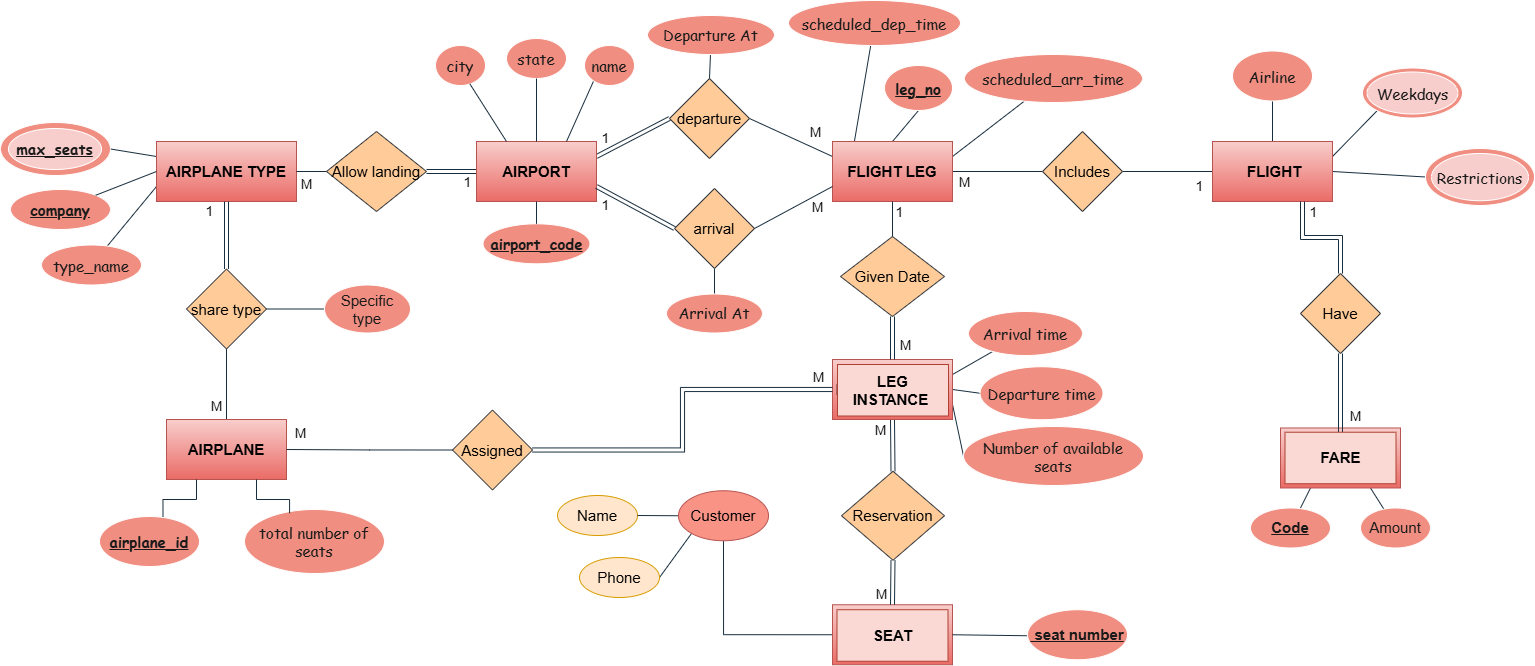 scheduled_dep_time
Departure At
city
state
name
leg_no
scheduled_arr_time
Airline
Weekdays
max_seats
company
type_name
AIRPLANE TYPE
M
Allow landing
1
AIRPORT
airport_code
1
departure
M
1
arrival
M
Arrival At
FLIGHT LEG
M
Includes
1
FLIGHT
Restrictions
1
share type
Specific
type
M
1
Given Date
M
1
Have
M
AIRPLANE
M
Assigned
M
LEG
INSTANCE
Arrival time
Departure time
Number of available
seats
FARE
Code
Amount
airplane_id
total number of
seats
Name
Customer
Phone
M
Reservation
M
SEAT
seat number